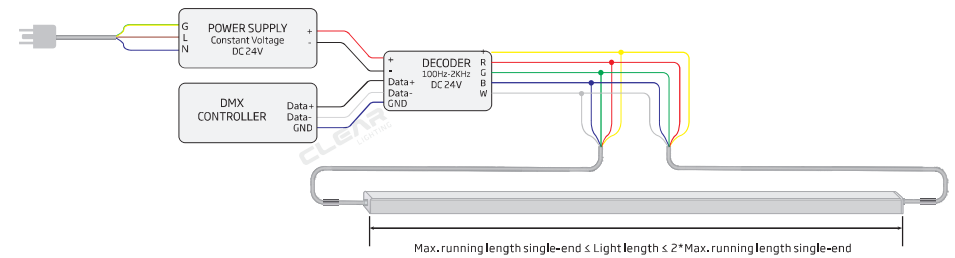 G
L
N
POWER SUPPLY
Constant Voltage
DC 24V
+
-
DMX
CONTROLLER
Data+
Data-
GND
+
-
Data+
Data-
GND
DECODER
100Hz-2KHz
DC 24V
+
R
G
B
W
CLEAR
LIGHTING
Max. running length single-end ≤ Light length ≤ 2*Max. running length single-end